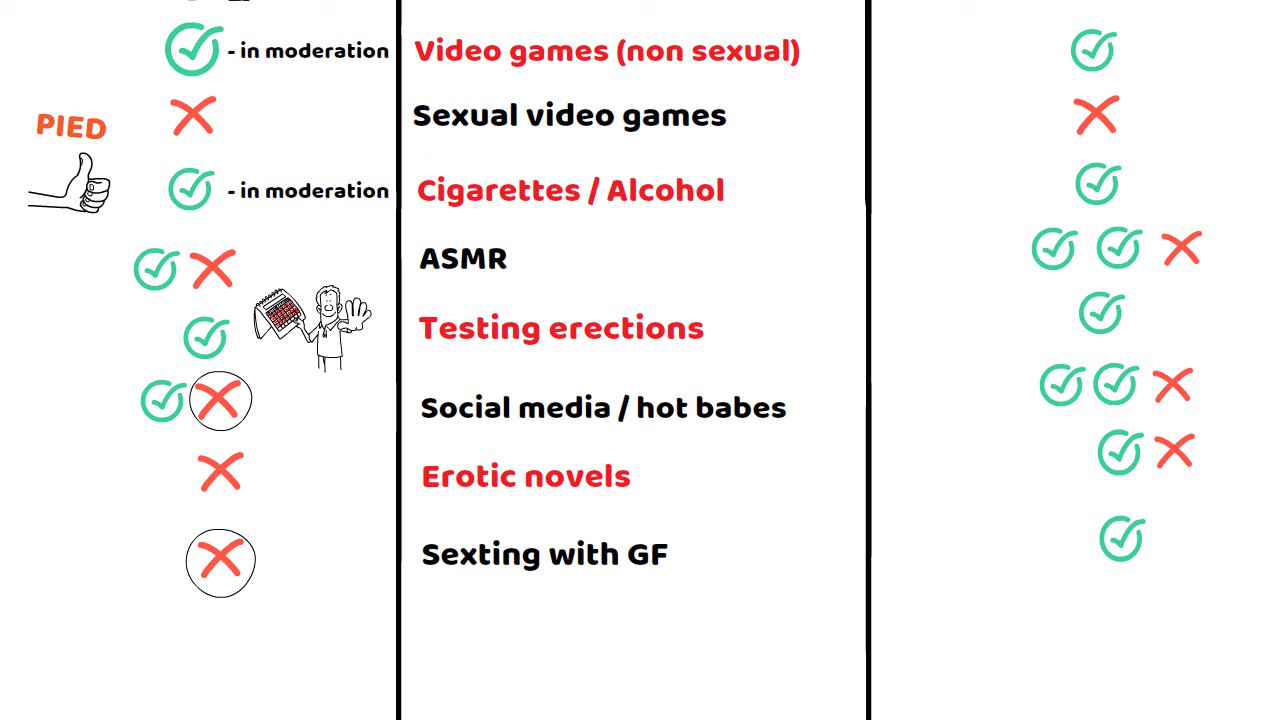 - in moderation Video games (non sexual)
Sexual video games
PIED
- in moderation Cigarettes / Alcohol
ASMR
Testing erections
Social media / hot babes
Erotic novels
Sexting with GF